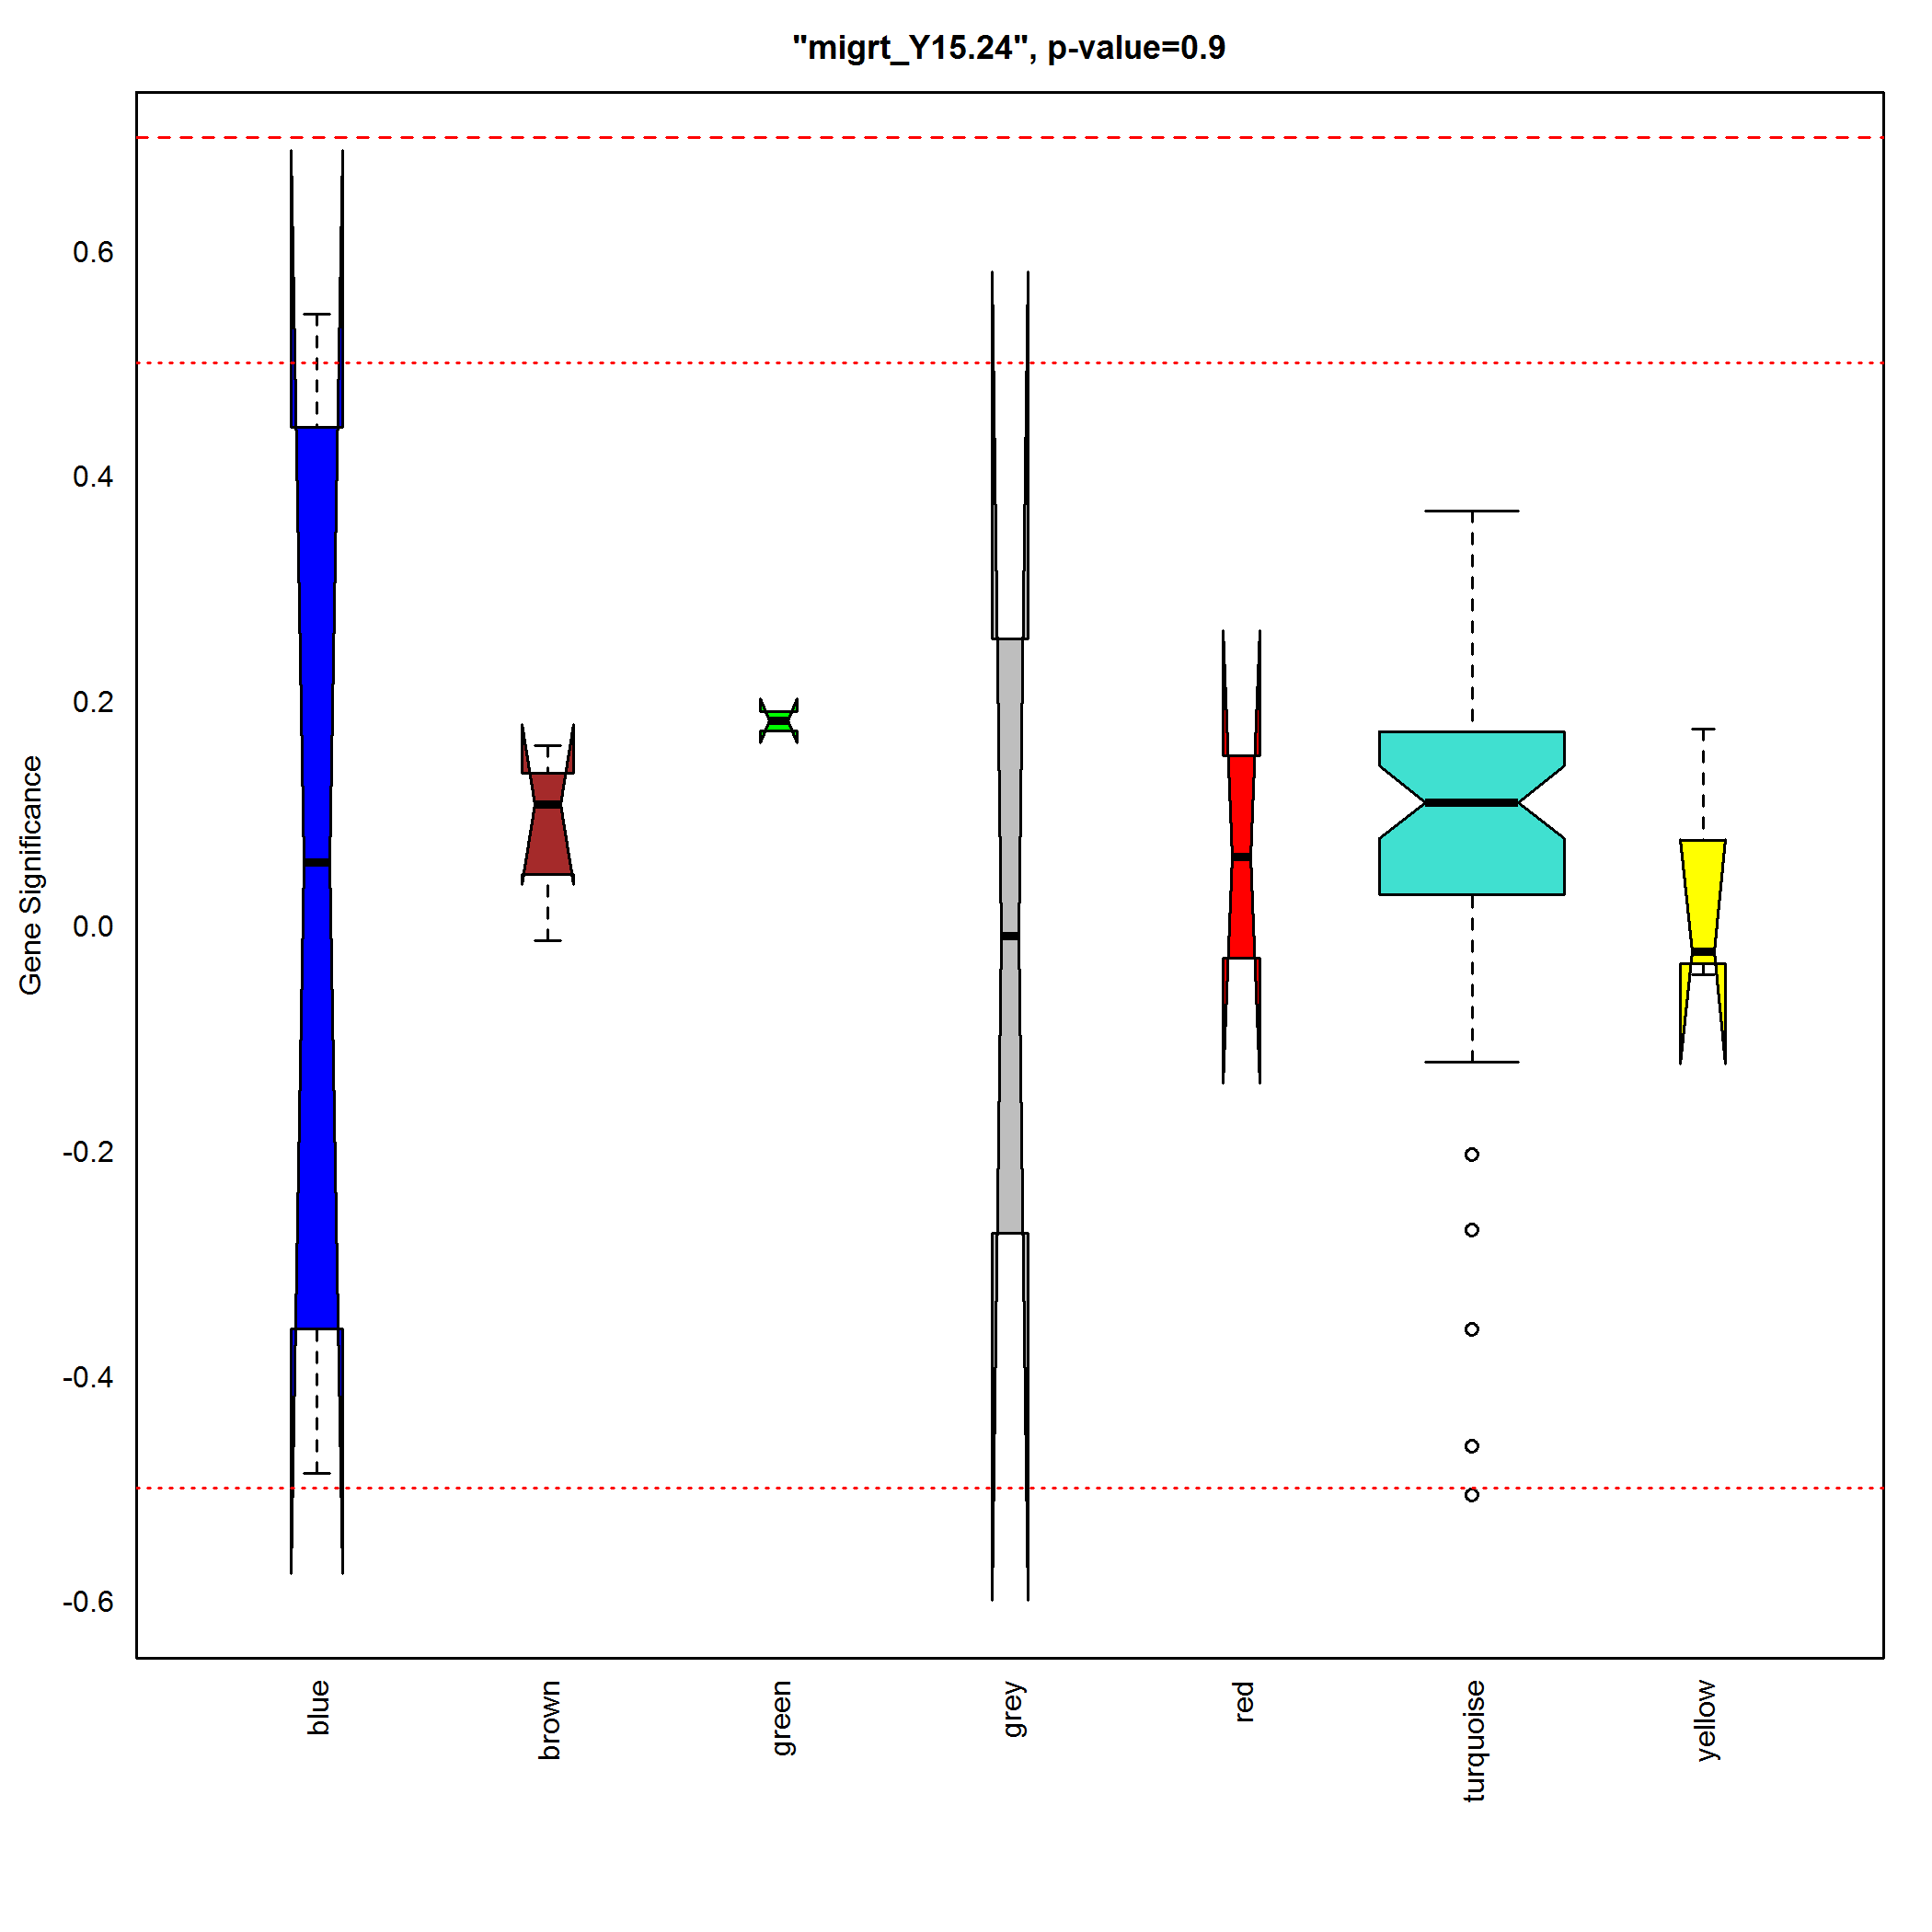 "migrt_Y15.24", p-value=0.9
Gene Significance
0.6
0.4
0.2
0.0
-0.2
-0.4
-0.6
blue
brown
green
grey
red
turquoise
yellow